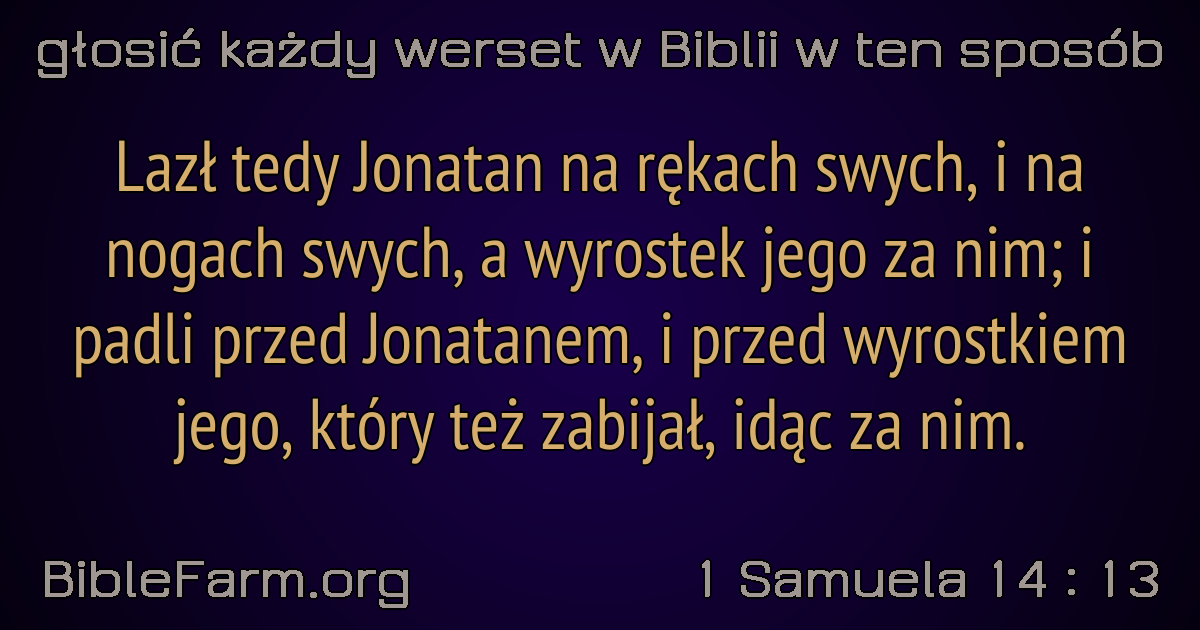 głosić każdy werset w Biblii w ten sposób
Lazł tedy Jonatan na rękach swych, i na
nogach swych, a wyrostek jego za nim; i
padli przed Jonatanem, i przed wyrostkiem
jego, który też zabijał, idąc za nim.
BibleFarm.org
1 Samuela 14 : 13